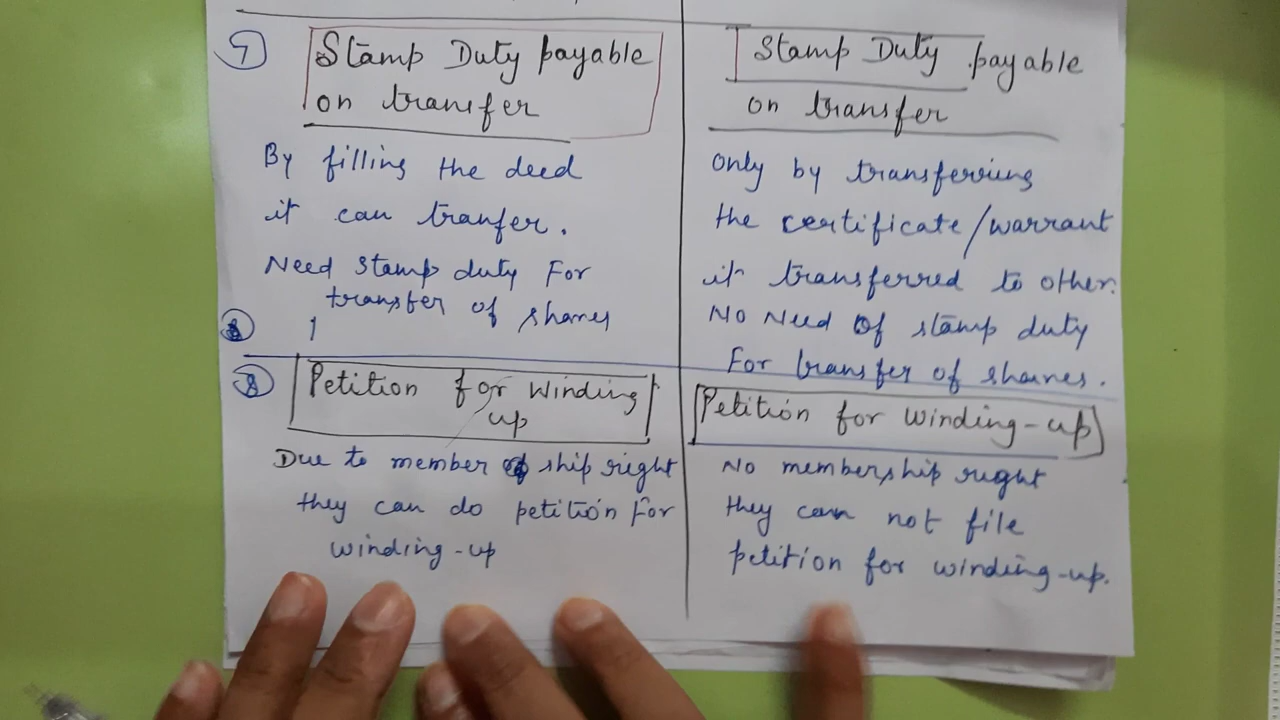 7
Stamp Duty payable
on transfer
By filling the deed
it can tranfer.
Need Stamp duty For
transfer of shares
8
Petition for winding
up
Due to member ship right
they can do petition For
winding-up
Stamp Duty payable
on transfer
only by transferring
the certificate/warrant
it transferred to other.
No Need of stamp duty
For transfer of shares.
Petition for winding-up
No membership right
they can not file
petition for winding-up.